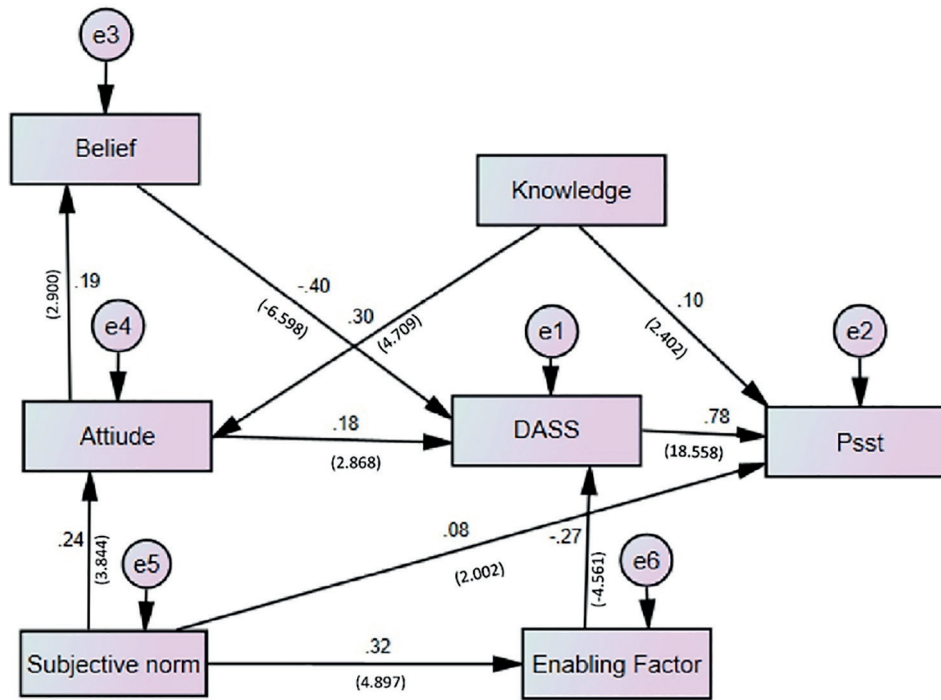 e3
Belief
Knowledge
.19
(2.900)
-.40
(-6.598)
.30
(4.709)
.10
(2.402)
e4
e1
e2
Attiude
.18
(2.868)
DASS
.78
(18.558)
Psst
.24
(3.844)
e5
.08
(2.002)
-.27
(-4.561)
e6
Subjective norm
.32
(4.897)
Enabling Factor